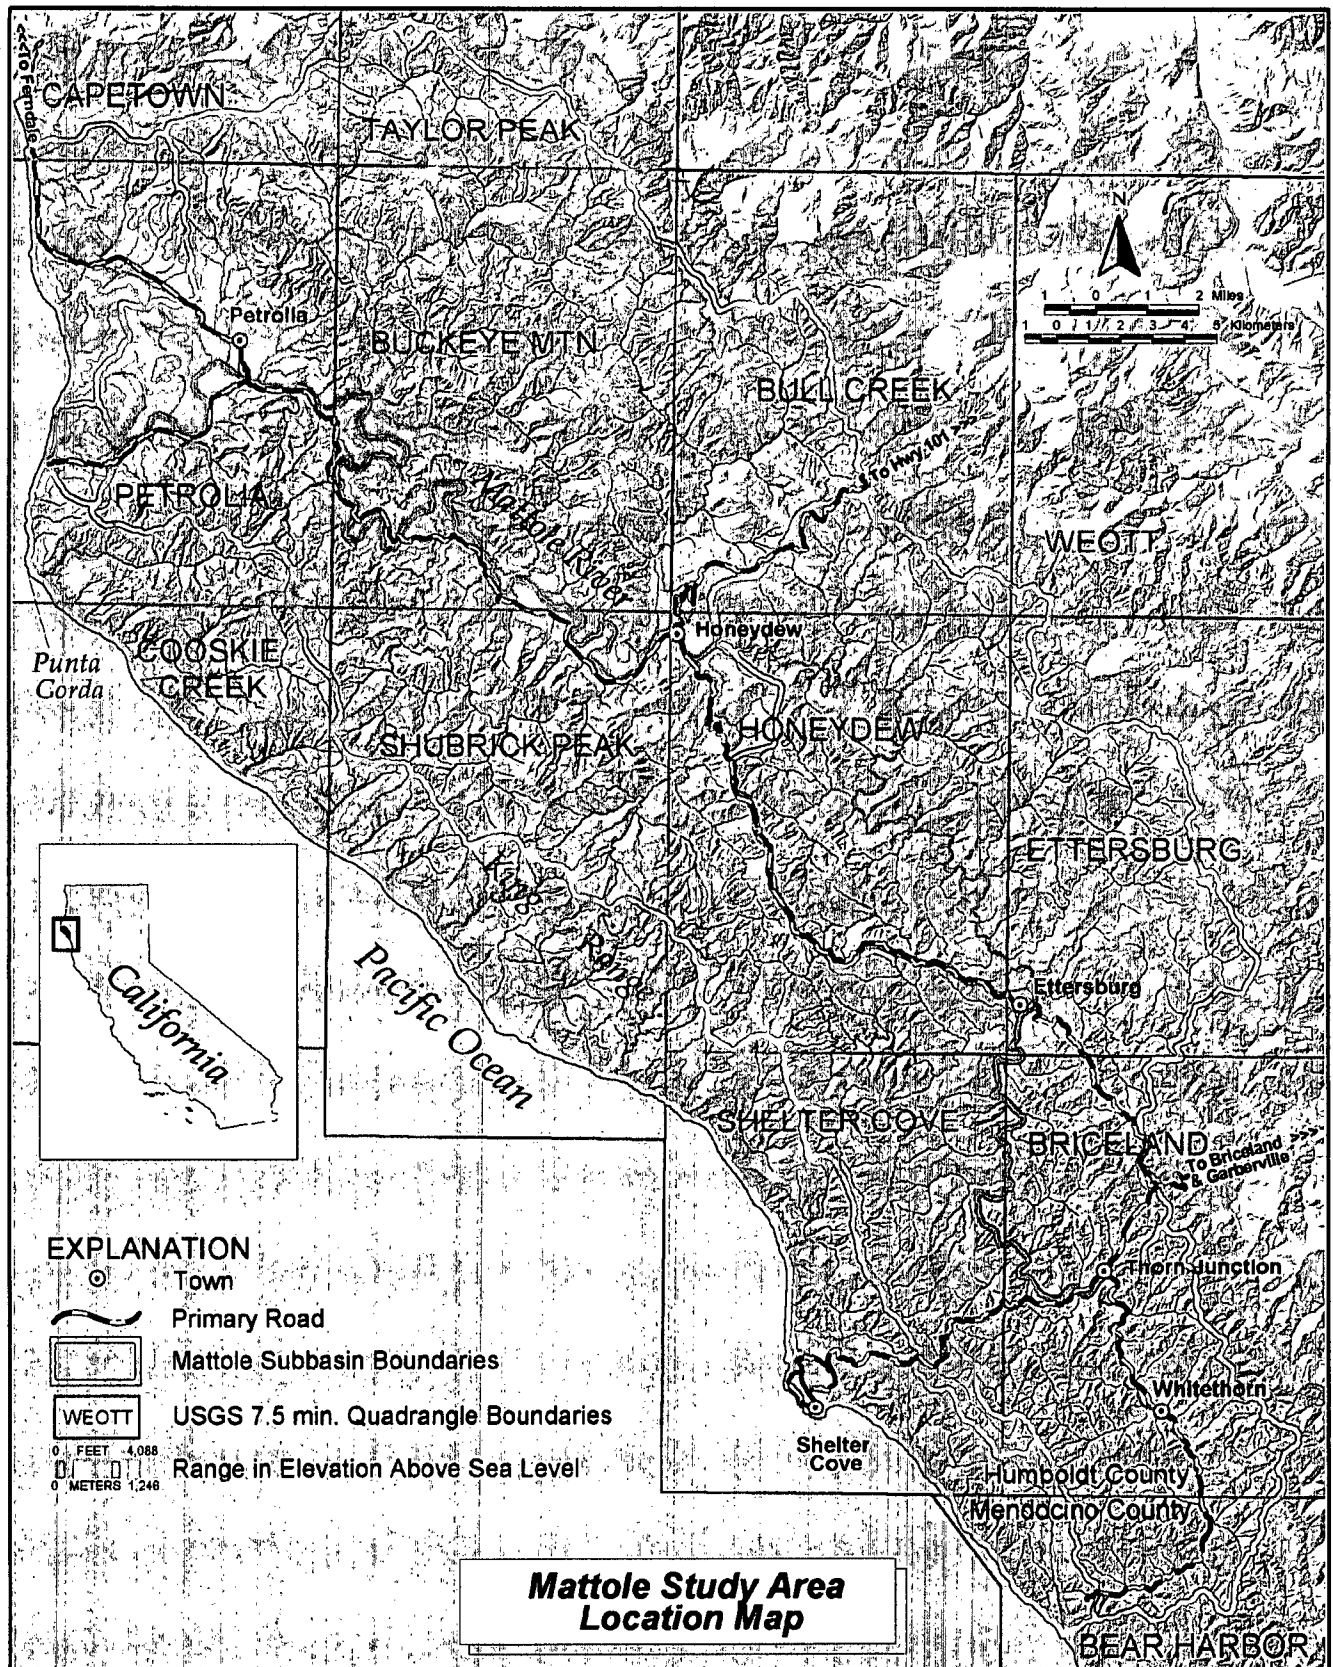 <<<To Ferndale
CAPETOWN
TAYLOR PEAK
N
1 0 1 2 Miles
1 0 1 2 3 4 5 Kilometers
Petrolia
BUCKEYE MTN
BULL CREEK
To Hwy 101 >>>
PETROLIA
Mattole River
WEOTT
Honeydew
Punta
Gorda
COOSKIE
CREEK
SHUBRICK PEAK
HONEYDEW
ETTERSBURG
King Range
Pacific Ocean
California
Ettersburg
SHELTER COVE
BRICELAND
To Briceland >>>
& Garberville
EXPLANATION
Town
Thorn Junction
Primary Road
Mattole Subbasin Boundaries
WEOTT
USGS 7.5 min. Quadrangle Boundaries
0 FEET 4,088
Range in Elevation Above Sea Level
0 METERS 1,246
Whitethorn
Shelter
Cove
Humboldt County
Mendocino County
Mattole Study Area
Location Map
BEAR HARBOR